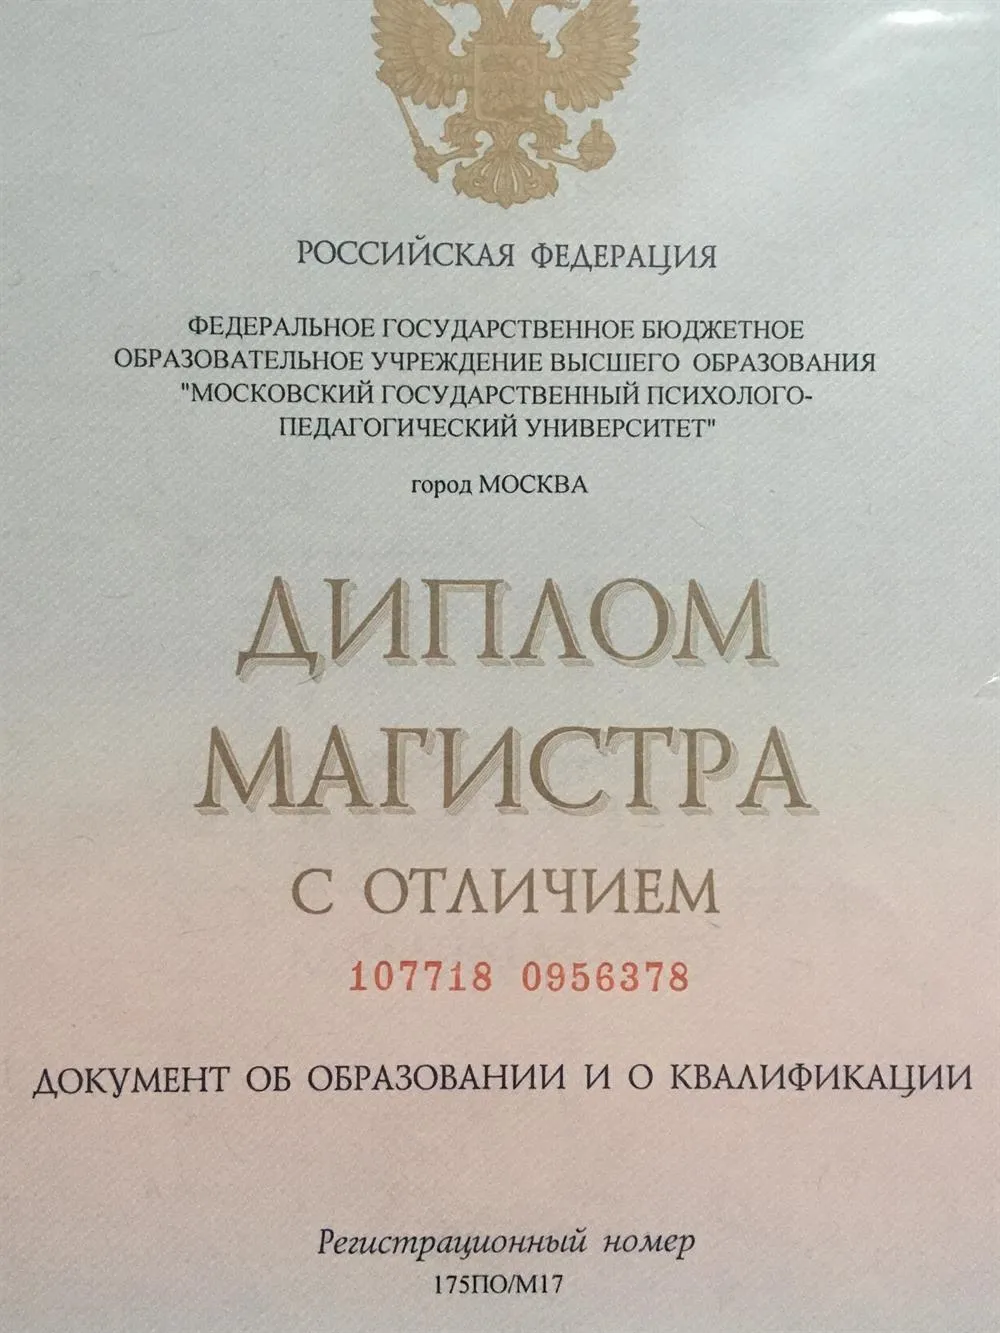 РОССИЙСКАЯ ФЕДЕРАЦИЯ
ФЕДЕРАЛЬНОЕ ГОСУДАРСТВЕННОЕ БЮДЖЕТНОЕ
ОБРАЗОВАТЕЛЬНОЕ УЧРЕЖДЕНИЕ ВЫСШЕГО ОБРАЗОВАНИЯ
"МОСКОВСКИЙ ГОСУДАРСТВЕННЫЙ ПСИХОЛОГО-
ПЕДАГОГИЧЕСКИЙ УНИВЕРСИТЕТ"
город МОСКВА
ДИПЛОМ
МАГИСТРА
С ОТЛИЧИЕМ
107718 0956378
ДОКУМЕНТ ОБ ОБРАЗОВАНИИ И О КВАЛИФИКАЦИИ
Регистрационный номер
175ПО/М17